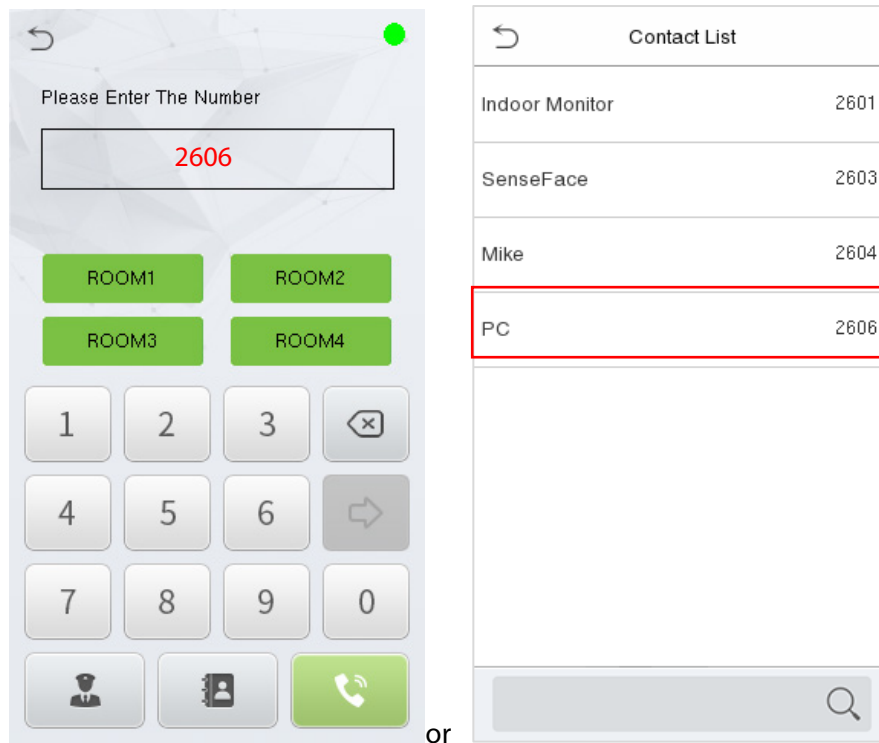 Please Enter The Number
2606
ROOM1 ROOM2
ROOM3 ROOM4
1 2 3
4 5 6
7 8 9 0
or
Contact List
Indoor Monitor 2601
SenseFace 2603
Mike 2604
PC 2606